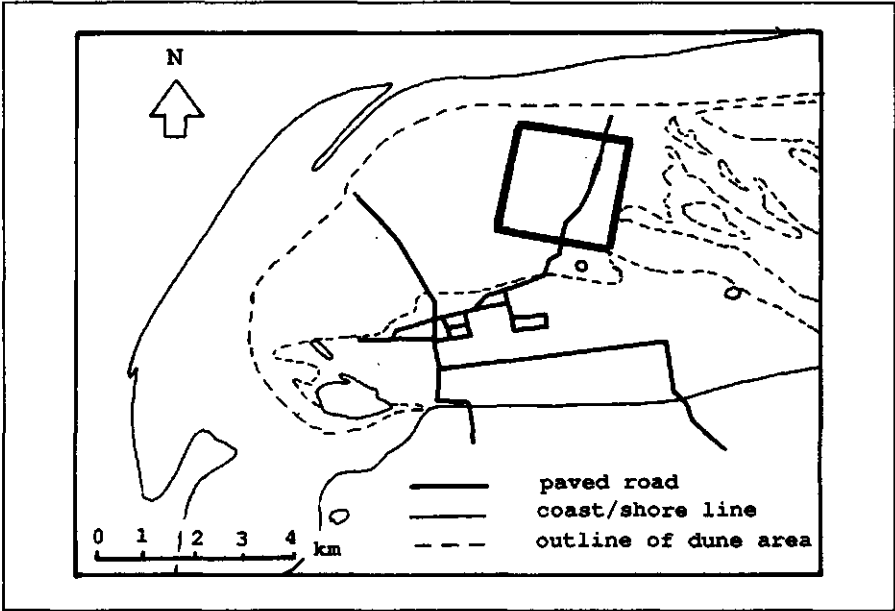 N
paved road
coast/shore line
outline of dune area
0 1 2 3 4
km